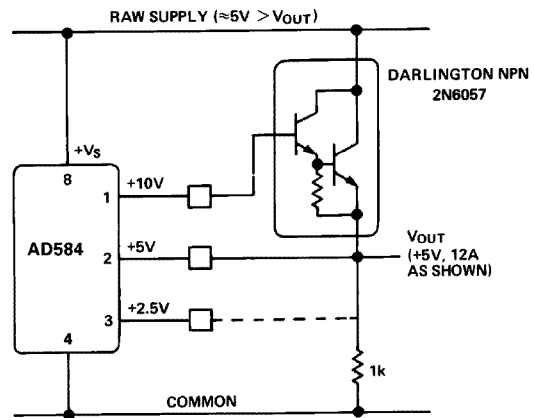 RAW SUPPLY (≈5V > VOUT)
DARLINGTON NPN
2N6057
+VS
8
1
+10V
AD584
2
+5V
VOUT
(+5V, 12A
AS SHOWN)
3
+2.5V
4
1k
COMMON